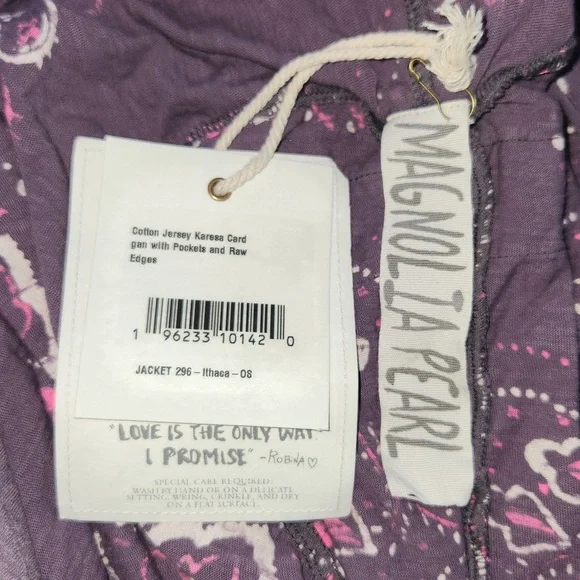 Cotton Jersey Karesa Card
gan with Pockets and Raw
Edges
1 96233 10142 0
JACKET 296 - Ithaca - OS
"LOVE IS THE ONLY WAY.
I PROMISE" - ROBIN ♡
SPECIAL CARE REQUIRED:
WASH BY HAND OR ON A DELICATE
SETTING, WRING, CRINKLE, AND DRY
ON A FLAT SURFACE.
MAGNOLIA PEARL